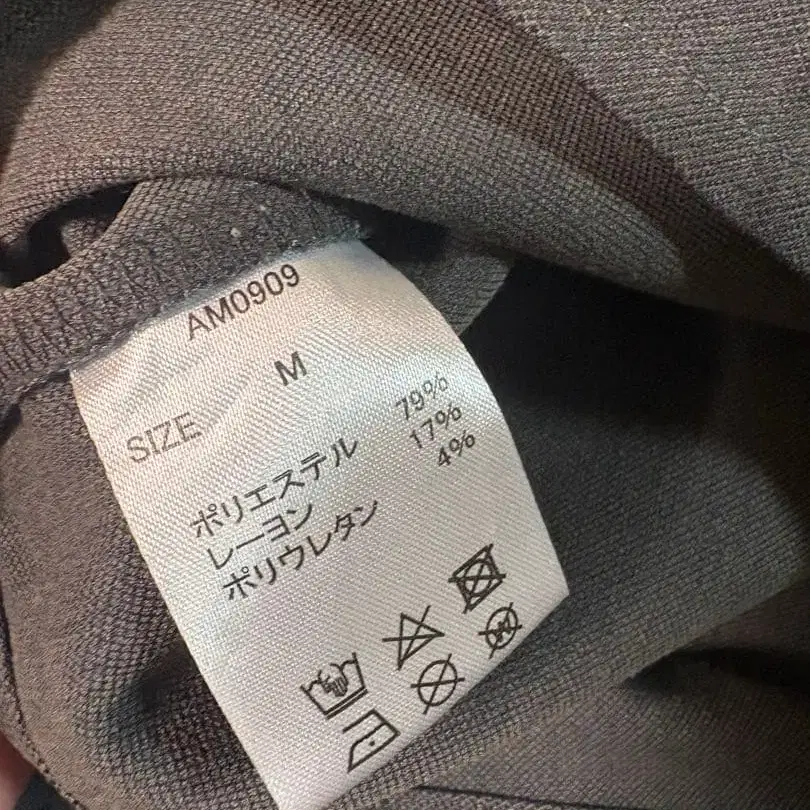 AM0909
SIZE M
ポリエステル 79%
レーヨン 17%
ポリウレタン 4%